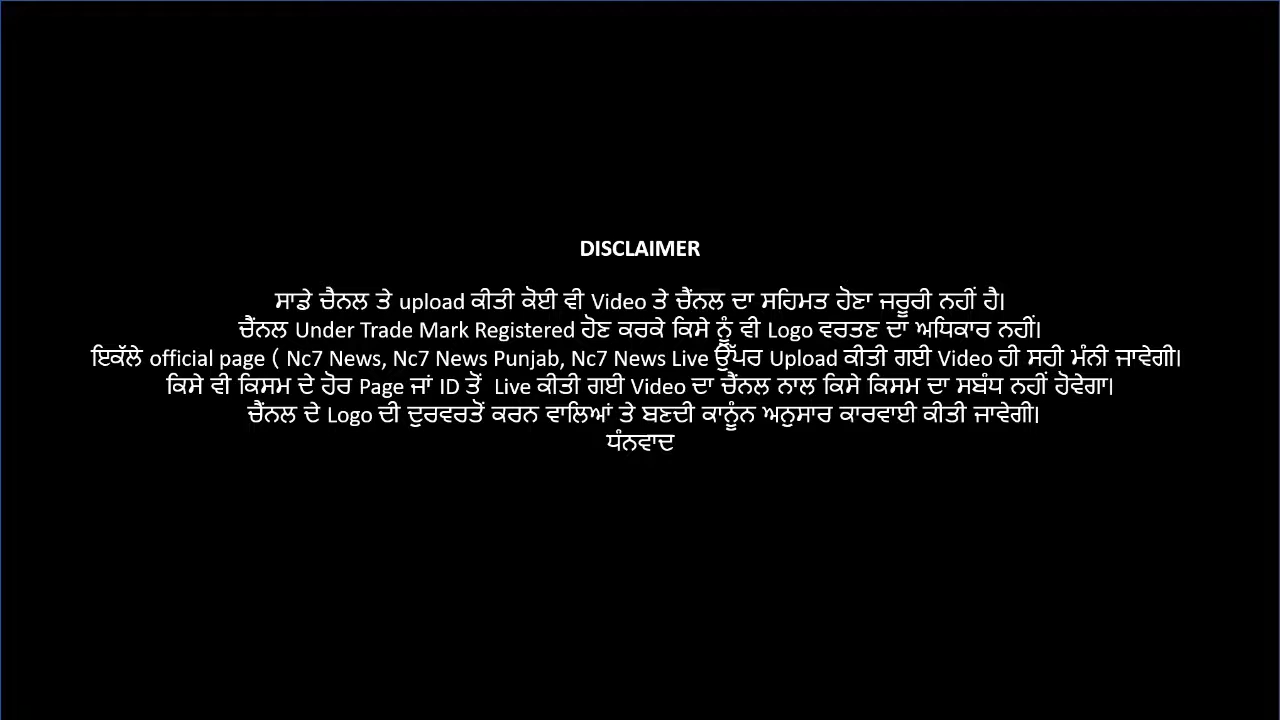 DISCLAIMER
ਸਾਡੇ ਚੈਨਲ ਤੇ upload ਕੀਤੀ ਕੋਈ ਵੀ Video ਤੇ ਚੈਂਨਲ ਦਾ ਸਹਿਮਤ ਹੋਣਾ ਜਰੂਰੀ ਨਹੀਂ ਹੈ।
ਚੈਂਨਲ Under Trade Mark Registered ਹੋਣ ਕਰਕੇ ਕਿਸੇ ਨੂੰ ਵੀ Logo ਵਰਤਣ ਦਾ ਅਧਿਕਾਰ ਨਹੀਂ।
ਇਕੱਲੇ official page ( Nc7 News, Nc7 News Punjab, Nc7 News Live ਉੱਪਰ Upload ਕੀਤੀ ਗਈ Video ਹੀ ਸਹੀ ਮੰਨੀ ਜਾਵੇਗੀ।
ਕਿਸੇ ਵੀ ਕਿਸਮ ਦੇ ਹੋਰ Page ਜਾਂ ID ਤੋਂ  Live ਕੀਤੀ ਗਈ Video ਦਾ ਚੈਂਨਲ ਨਾਲ ਕਿਸੇ ਕਿਸਮ ਦਾ ਸਬੰਧ ਨਹੀਂ ਹੋਵੇਗਾ।
ਚੈਂਨਲ ਦੇ Logo ਦੀ ਦੁਰਵਰਤੋਂ ਕਰਨ ਵਾਲਿਆਂ ਤੇ ਬਣਦੀ ਕਾਨੂੰਨ ਅਨੁਸਾਰ ਕਾਰਵਾਈ ਕੀਤੀ ਜਾਵੇਗੀ।
ਧੰਨਵਾਦ